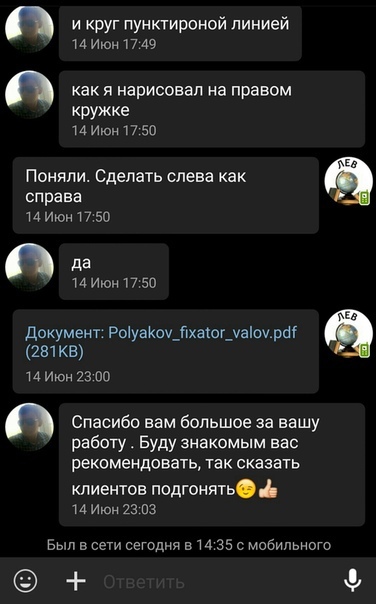 и круг пунктироной линией
14 Июн 17:49
как я нарисовал на правом
кружке
14 Июн 17:50
ЛЕВ
Поняли. Сделать слева как
справа
14 Июн 17:50
да
14 Июн 17:50
ЛЕВ
Документ: Polyakov_fixator_valov.pdf
(281KB)
14 Июн 23:00
Спасибо вам большое за вашу
работу . Буду знакомым вас
рекомендовать, так сказать
клиентов подгонять😉👍
14 Июн 23:03
Был в сети сегодня в 14:35 с мобильного
Ответить